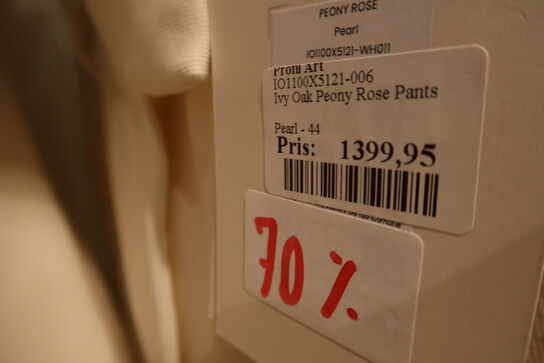 PEONY ROSE
Pearl
IO1100X5121-WH011
Profil Art
IO1100X5121-006
Ivy Oak Peony Rose Pants
Pearl - 44
Pris: 1399,95
70%